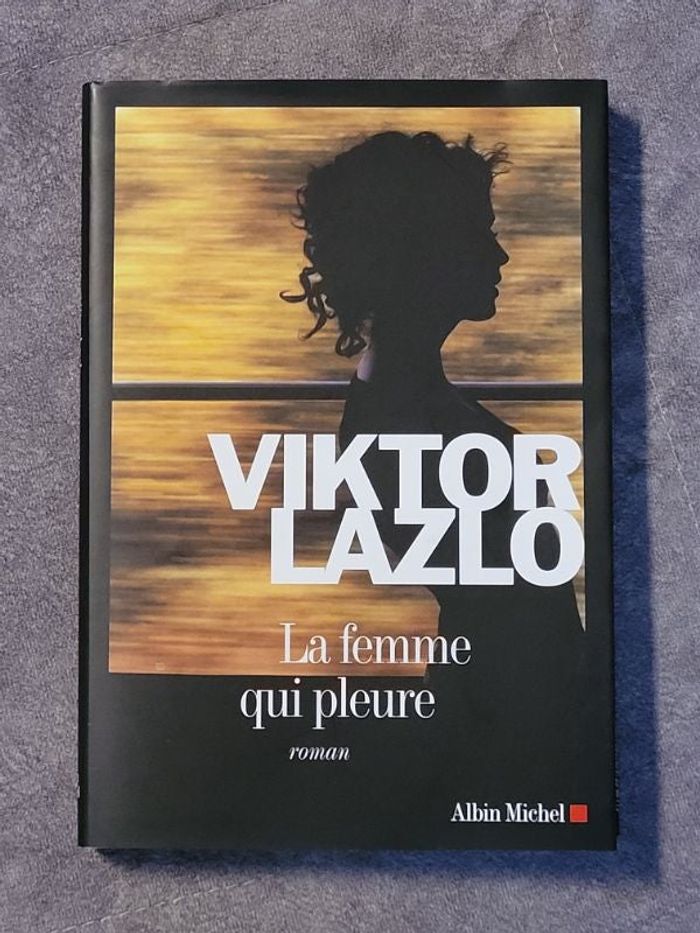 VIKTOR
LAZLO
La femme
qui pleure
roman
Albin Michel